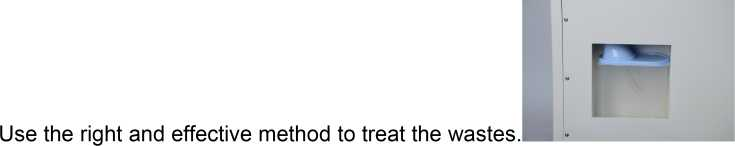 Use the right and effective method to treat the wastes.